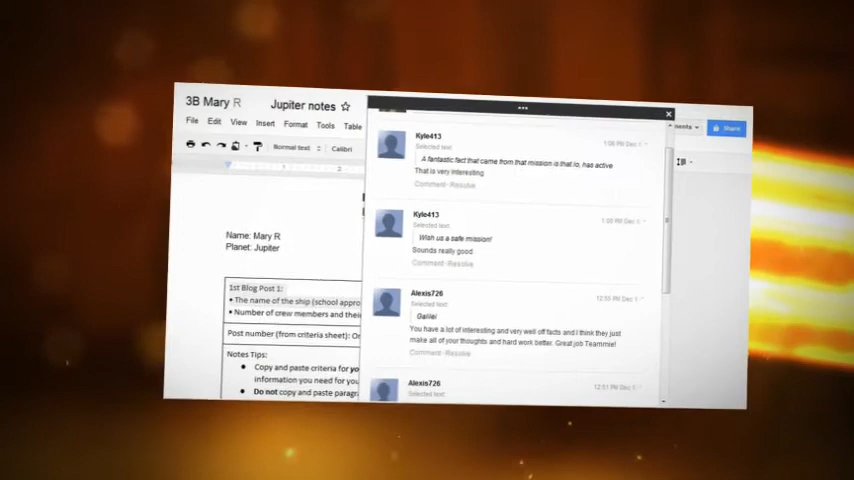 3B Mary R
Jupiter notes
File Edit View Insert Format Tools Table
Share
Normal text
Calibri
Name: Mary R
Planet: Jupiter
1st Blog Post 1:
• The name of the ship (school appro
• Number of crew members and thei
Post number (from criteria sheet): Or
Notes Tips:
● Copy and paste criteria for yo
information you need for you
● Do not copy and paste paragra
Kyle413
1:08 PM Dec 1
Selected text
A fantastic fact that came from that mission is that Io, has active
That is very interesting
Comment · Resolve
Kyle413
1:00 PM Dec 1
Selected text
Wish us a safe mission!
Sounds really good
Comment · Resolve
Alexis726
12:55 PM Dec 1
Selected text
Galilei
You have a lot of interesting and very well off facts and I think they just
make all of your thoughts and hard work better. Great job Teammie!
Comment · Resolve
Alexis726
12:51 PM Dec 1
Selected text